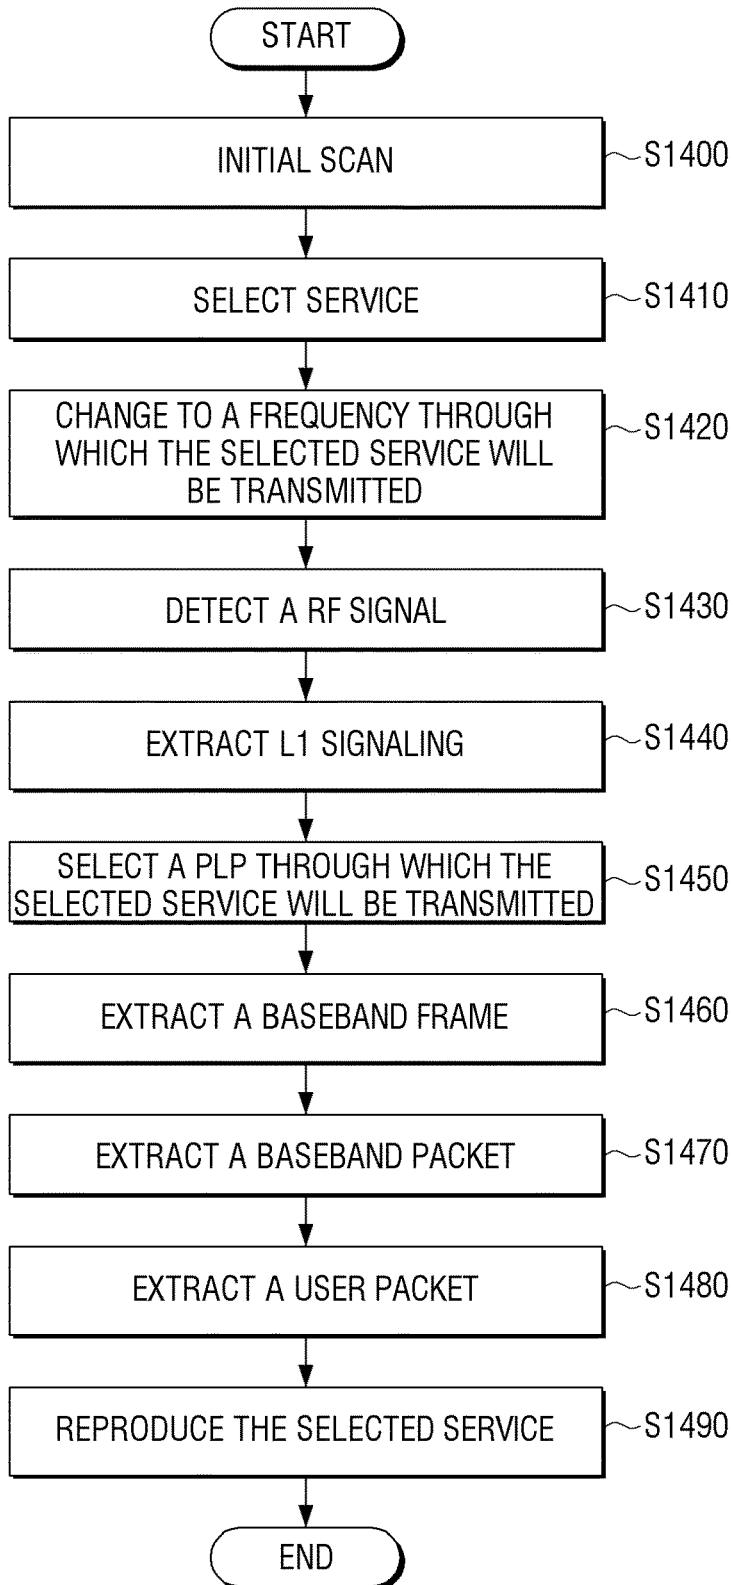 START
INITIAL SCAN
S1400
SELECT SERVICE
S1410
CHANGE TO A FREQUENCY THROUGH
WHICH THE SELECTED SERVICE WILL
BE TRANSMITTED
S1420
DETECT A RF SIGNAL
S1430
EXTRACT L1 SIGNALING
S1440
SELECT A PLP THROUGH WHICH THE
SELECTED SERVICE WILL BE TRANSMITTED
S1450
EXTRACT A BASEBAND FRAME
S1460
EXTRACT A BASEBAND PACKET
S1470
EXTRACT A USER PACKET
S1480
REPRODUCE THE SELECTED SERVICE
S1490
END